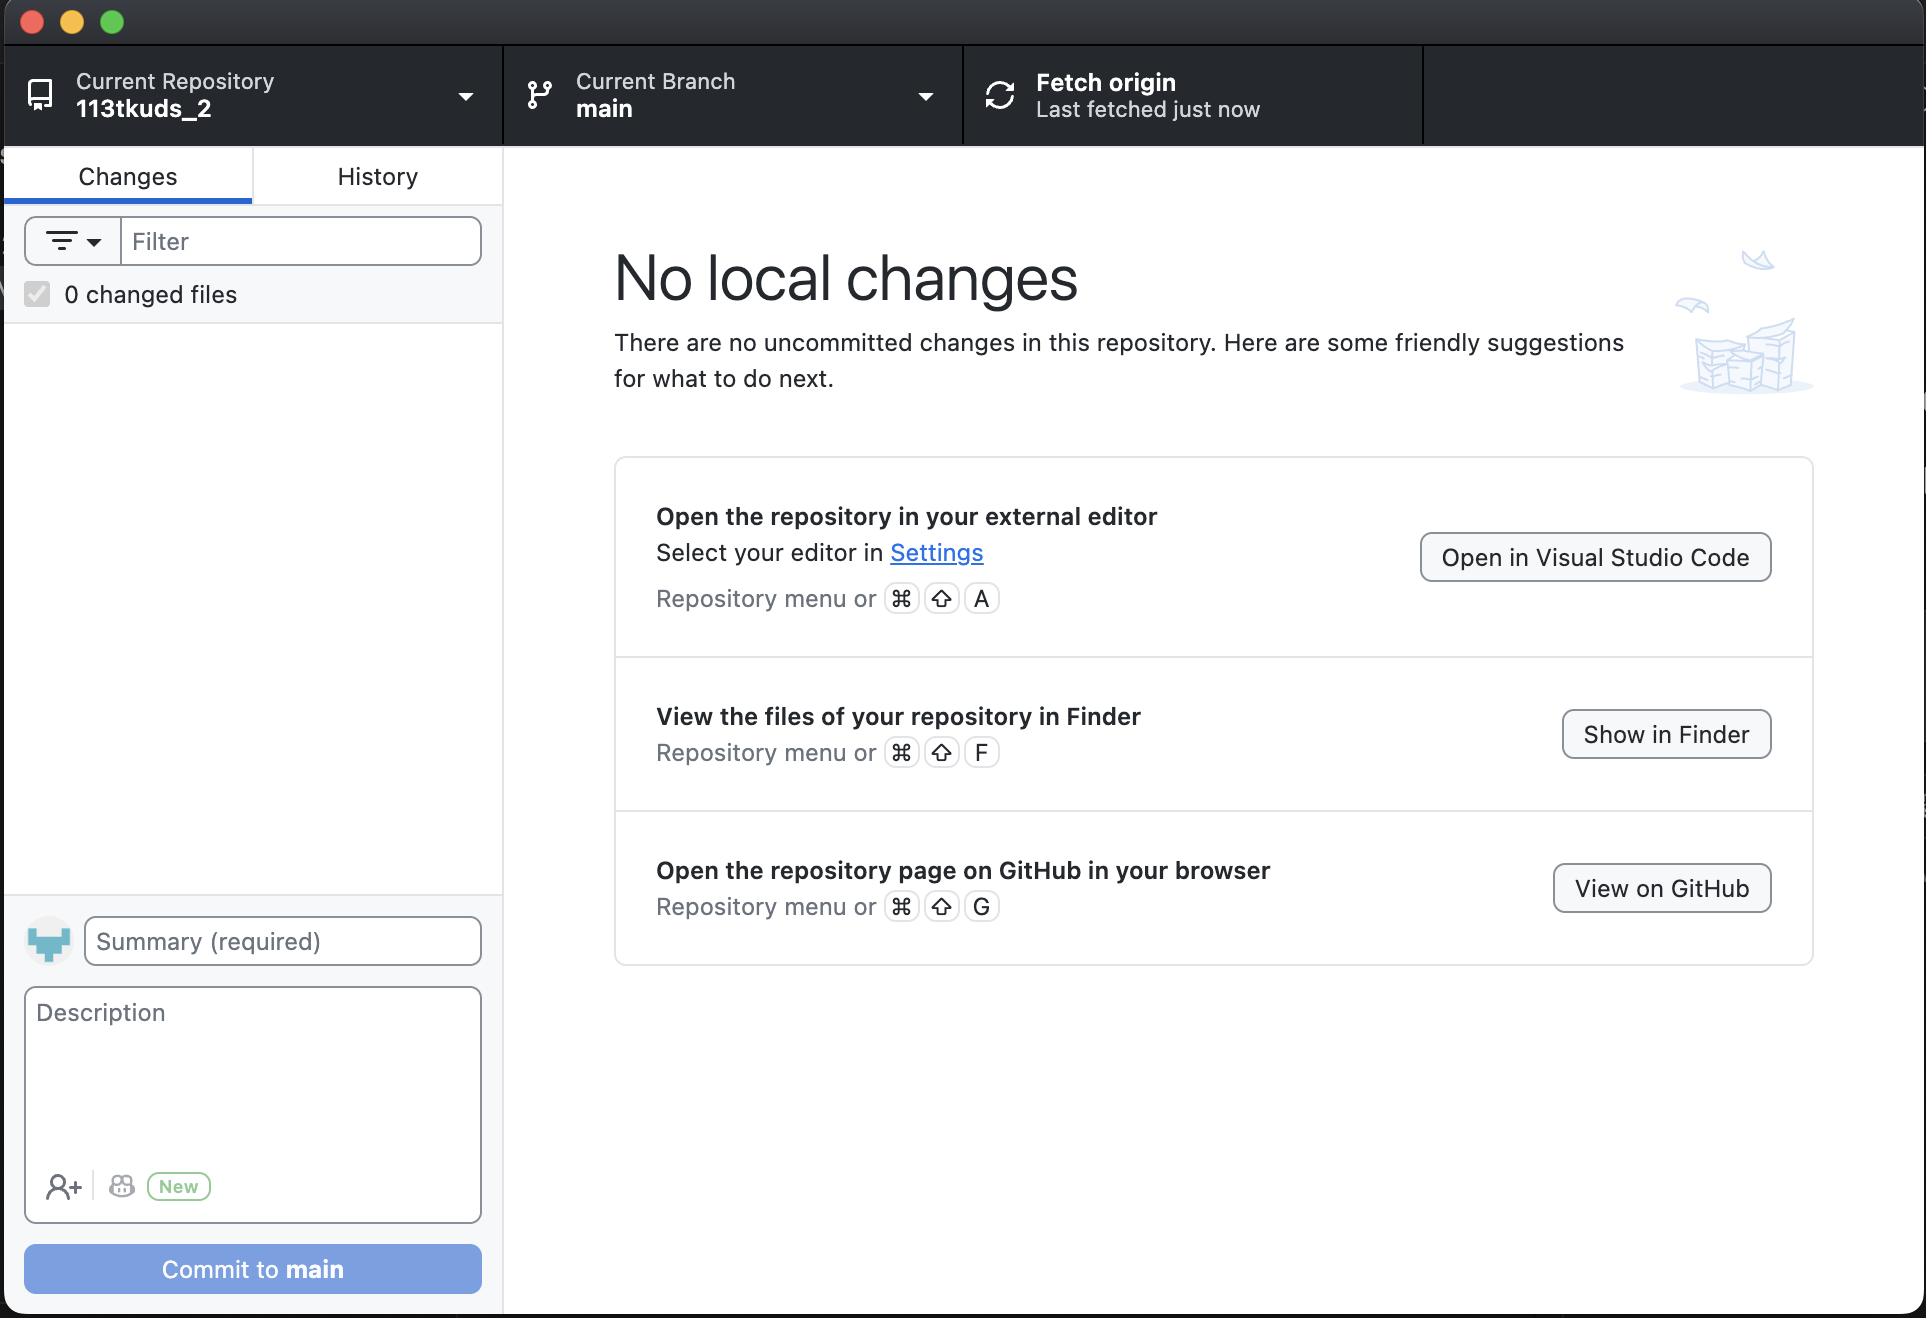 Current Repository
113tkuds_2
Current Branch
main
Fetch origin
Last fetched just now
Changes
History
Filter
0 changed files
No local changes
There are no uncommitted changes in this repository. Here are some friendly suggestions
for what to do next.
Open the repository in your external editor
Select your editor in Settings
Repository menu or ⌘ ⇧ A
Open in Visual Studio Code
View the files of your repository in Finder
Repository menu or ⌘ ⇧ F
Show in Finder
Open the repository page on GitHub in your browser
Repository menu or ⌘ ⇧ G
View on GitHub
Summary (required)
Description
New
Commit to main